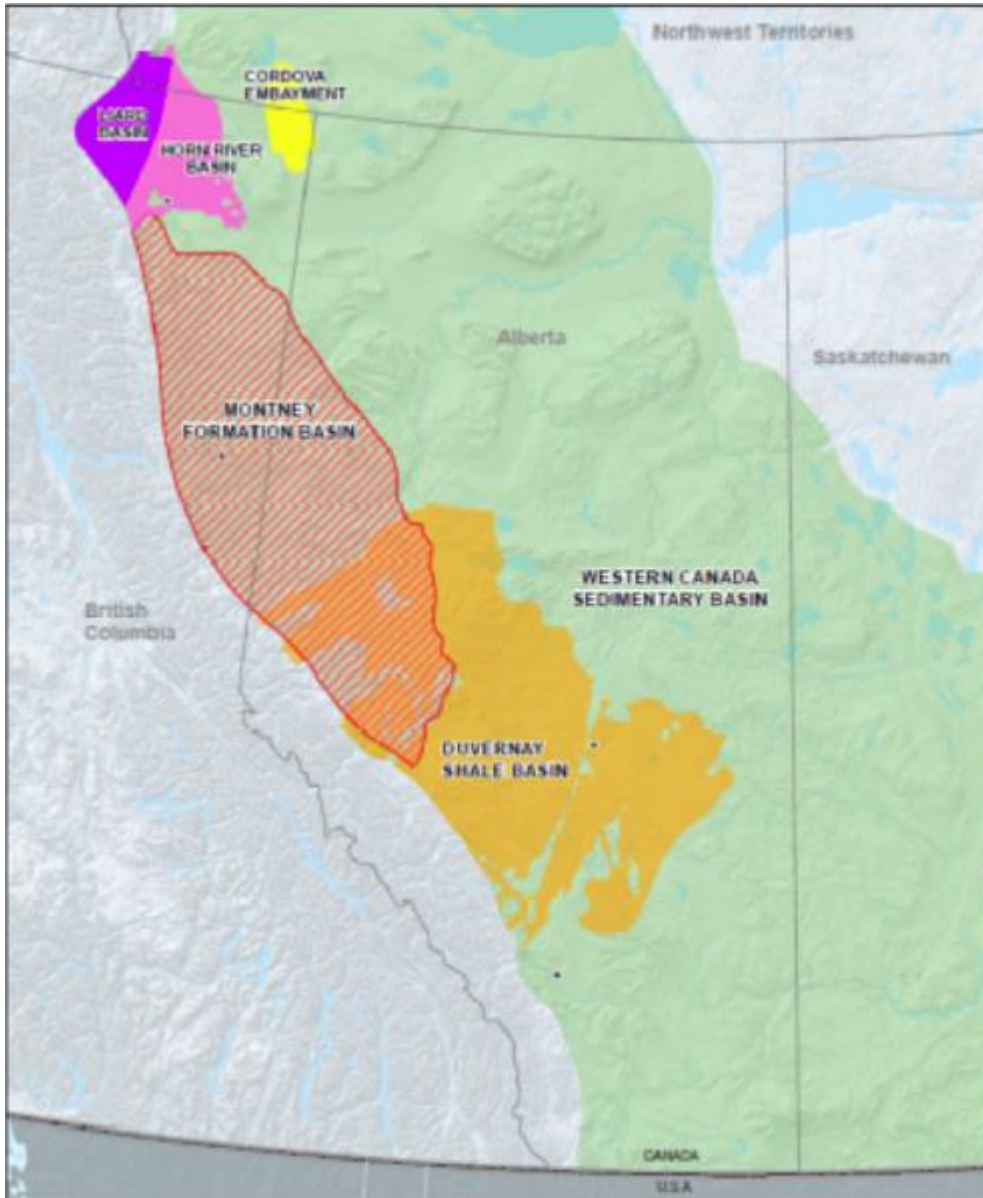 Northwest Territories
CORDOVA
EMBAYMENT
LIARD
BASIN
HORN RIVER
BASIN
Alberta
Saskatchewan
MONTNEY
FORMATION BASIN
WESTERN CANADA
SEDIMENTARY BASIN
British
Columbia
DUVERNAY
SHALE BASIN
CANADA
U.S.A